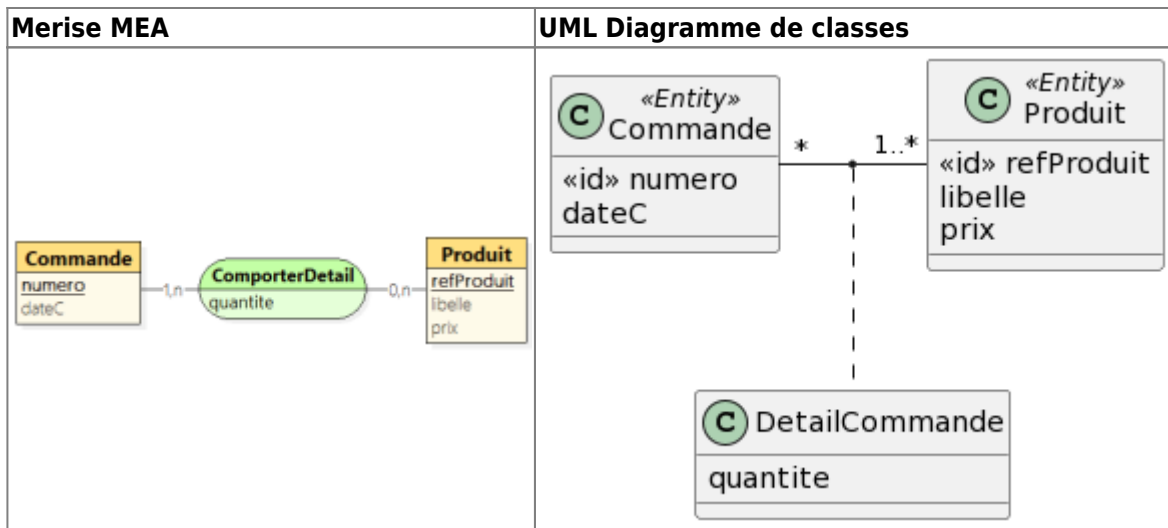 Merise MEA
UML Diagramme de classes
Commande
numero
dateC
1,n
ComporterDetail
quantite
0,n
Produit
refProduit
libelle
prix
C
«Entity»
Commande
«id» numero
dateC
*
1..*
C
«Entity»
Produit
«id» refProduit
libelle
prix
C
DetailCommande
quantite